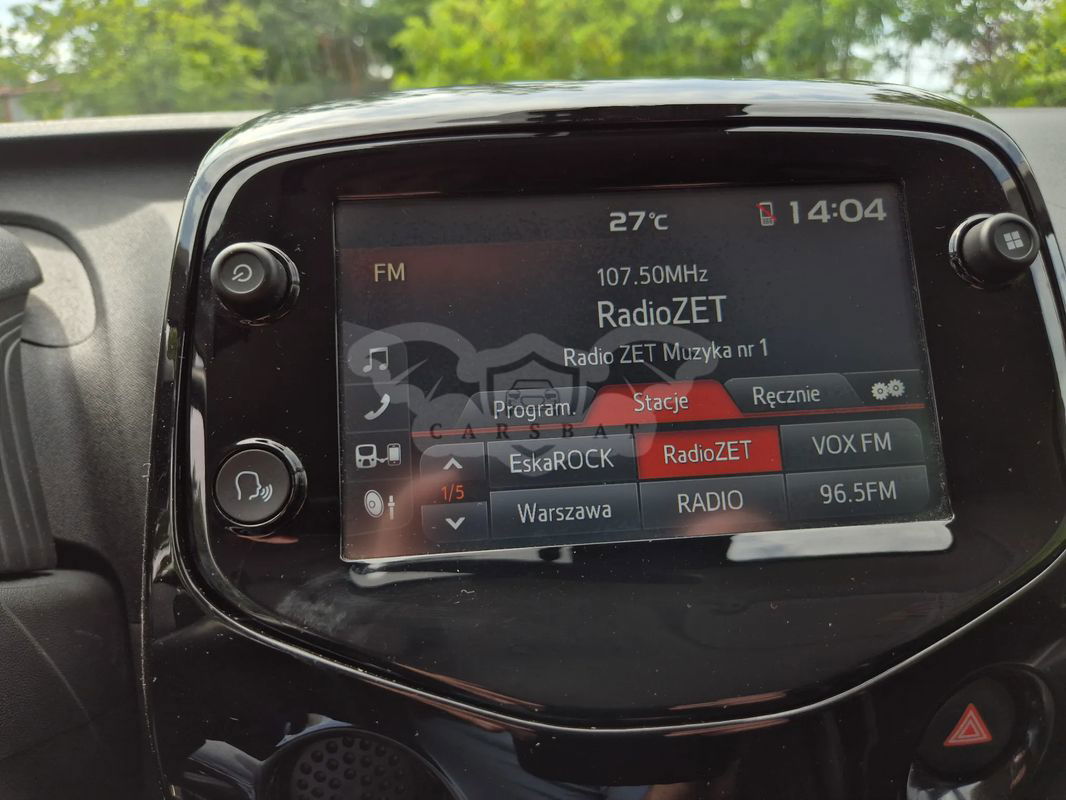 27°C
14:04
FM
107.50MHz
RadioZET
Radio ZET Muzyka nr 1
Program.
Stacje
Ręcznie
CARSBAT
EskaROCK
RadioZET
VOX FM
1/5
Warszawa
RADIO
96.5FM